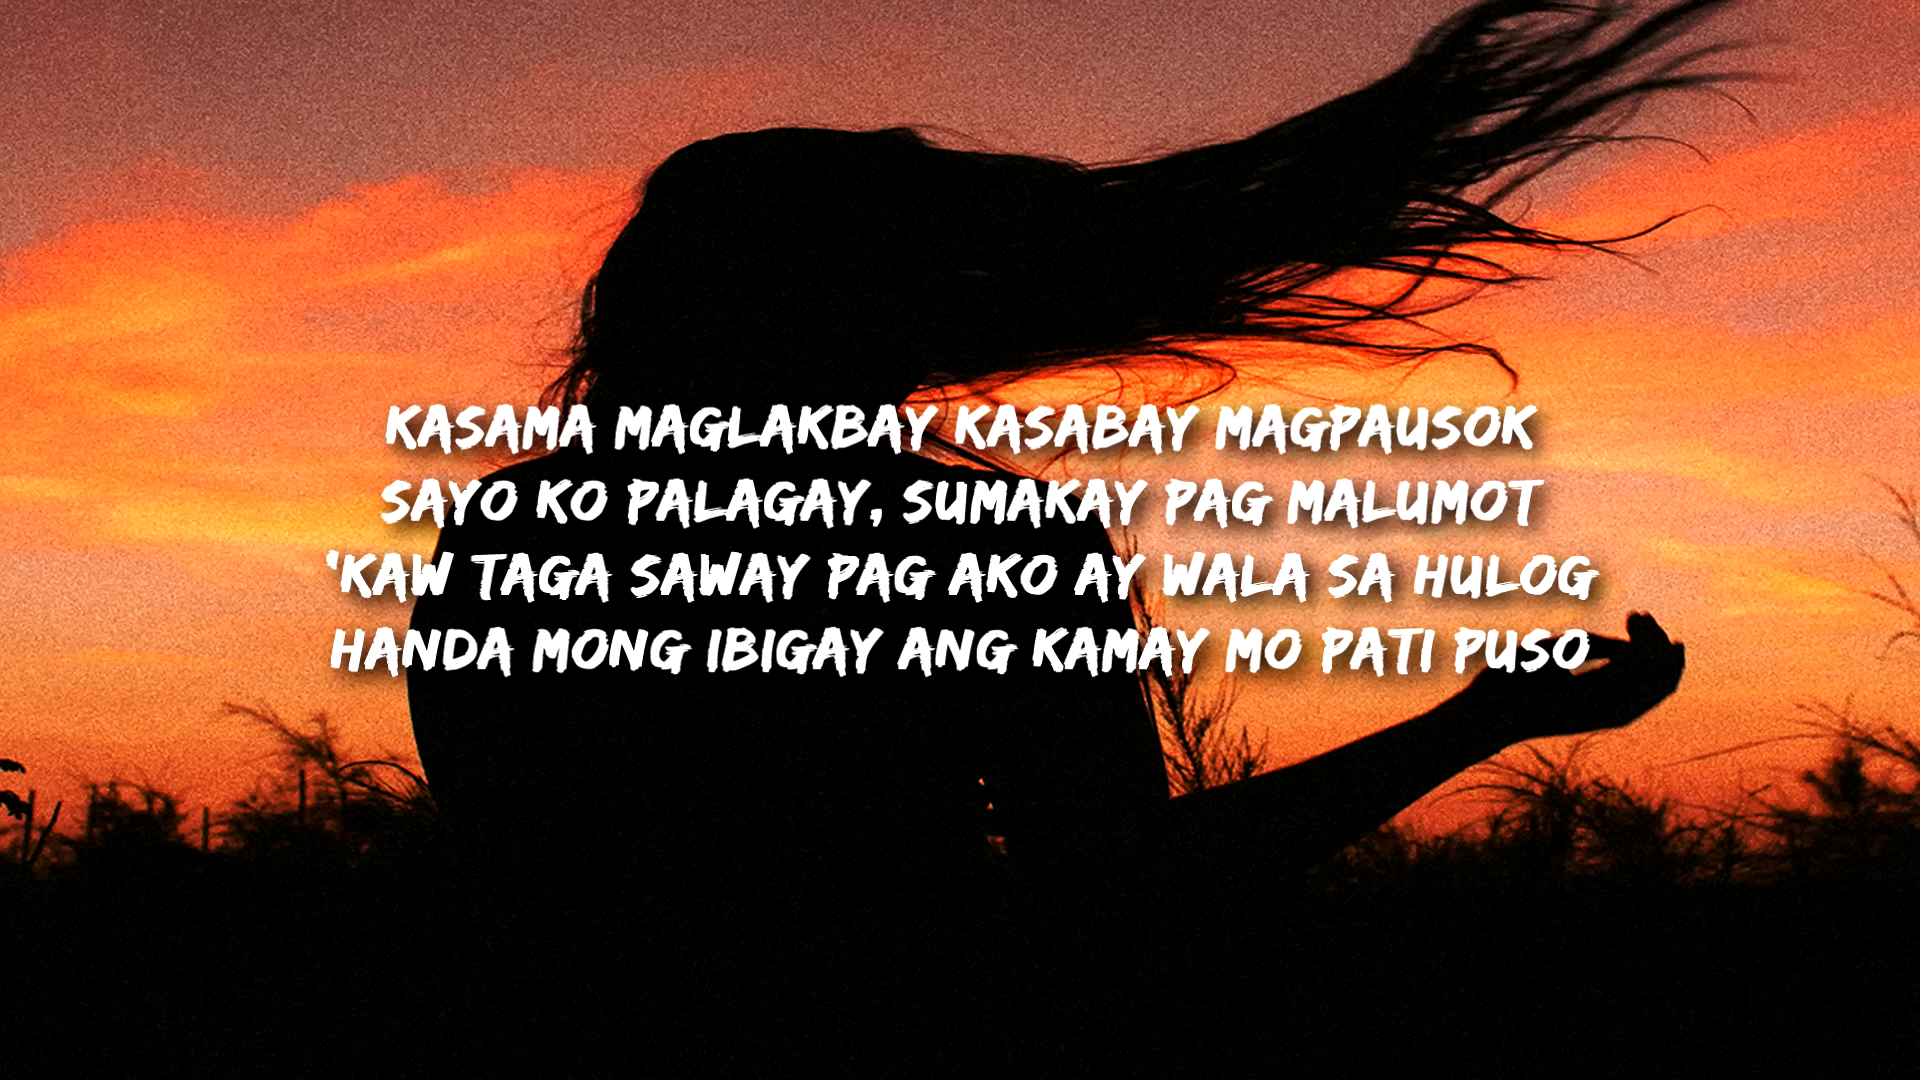 KASAMA MAGLAKBAY KASABAY MAGPAUSOK
SAYO KO PALAGAY, SUMAKAY PAG MALUMOT
'KAW TAGA SAWAY PAG AKO AY WALA SA HULOG
HANDA MONG IBIGAY ANG KAMAY MO PATI PUSO